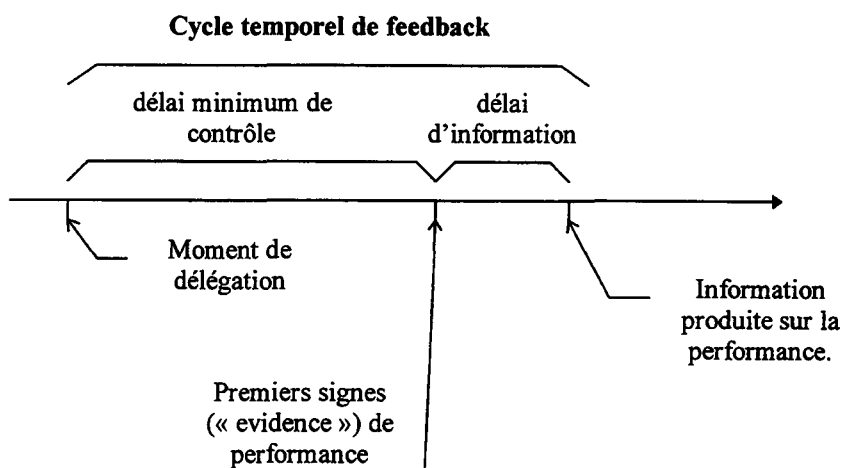 Cycle temporel de feedback
délai minimum de
contrôle
délai
d'information
Moment de
délégation
Information
produite sur la
performance.
Premiers signes
(« evidence ») de
performance